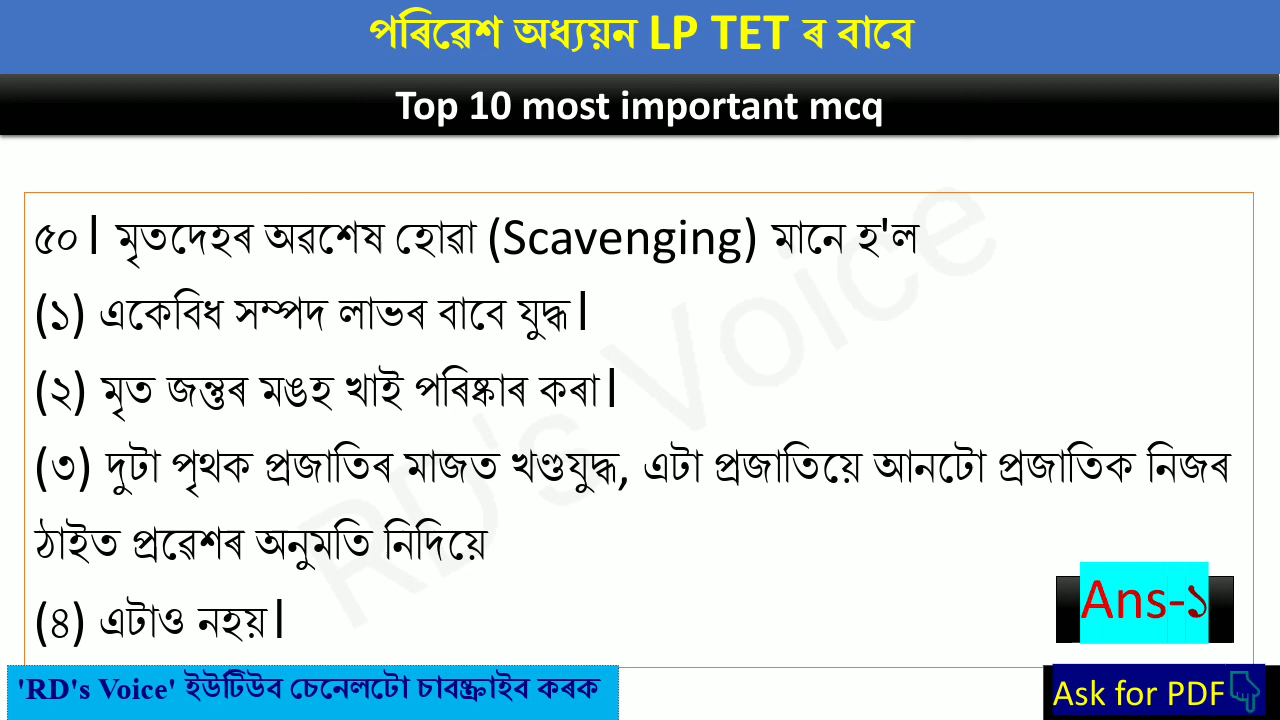 পৰিৱেশ অধ্যয়ন LP TET ৰ বাবে
Top 10 most important mcq
৫০। মৃতদেহৰ অৱশেষ হোৱা (Scavenging) মানে হ'ল
(১) একেবিধ সম্পদ লাভৰ বাবে যুদ্ধ।
(২) মৃত জন্তুৰ মঙহ খাই পৰিষ্কাৰ কৰা।
(৩) দুটা পৃথক প্ৰজাতিৰ মাজত খণ্ডযুদ্ধ, এটা প্ৰজাতিয়ে আনটো প্ৰজাতিক নিজৰ
ঠাইত প্ৰৱেশৰ অনুমতি নিদিয়ে
(৪) এটাও নহয়।
Ans-১
'RD's Voice' ইউটিউব চেনেলটো চাবষ্ক্ৰাইব কৰক
Ask for PDF
RD's Voice